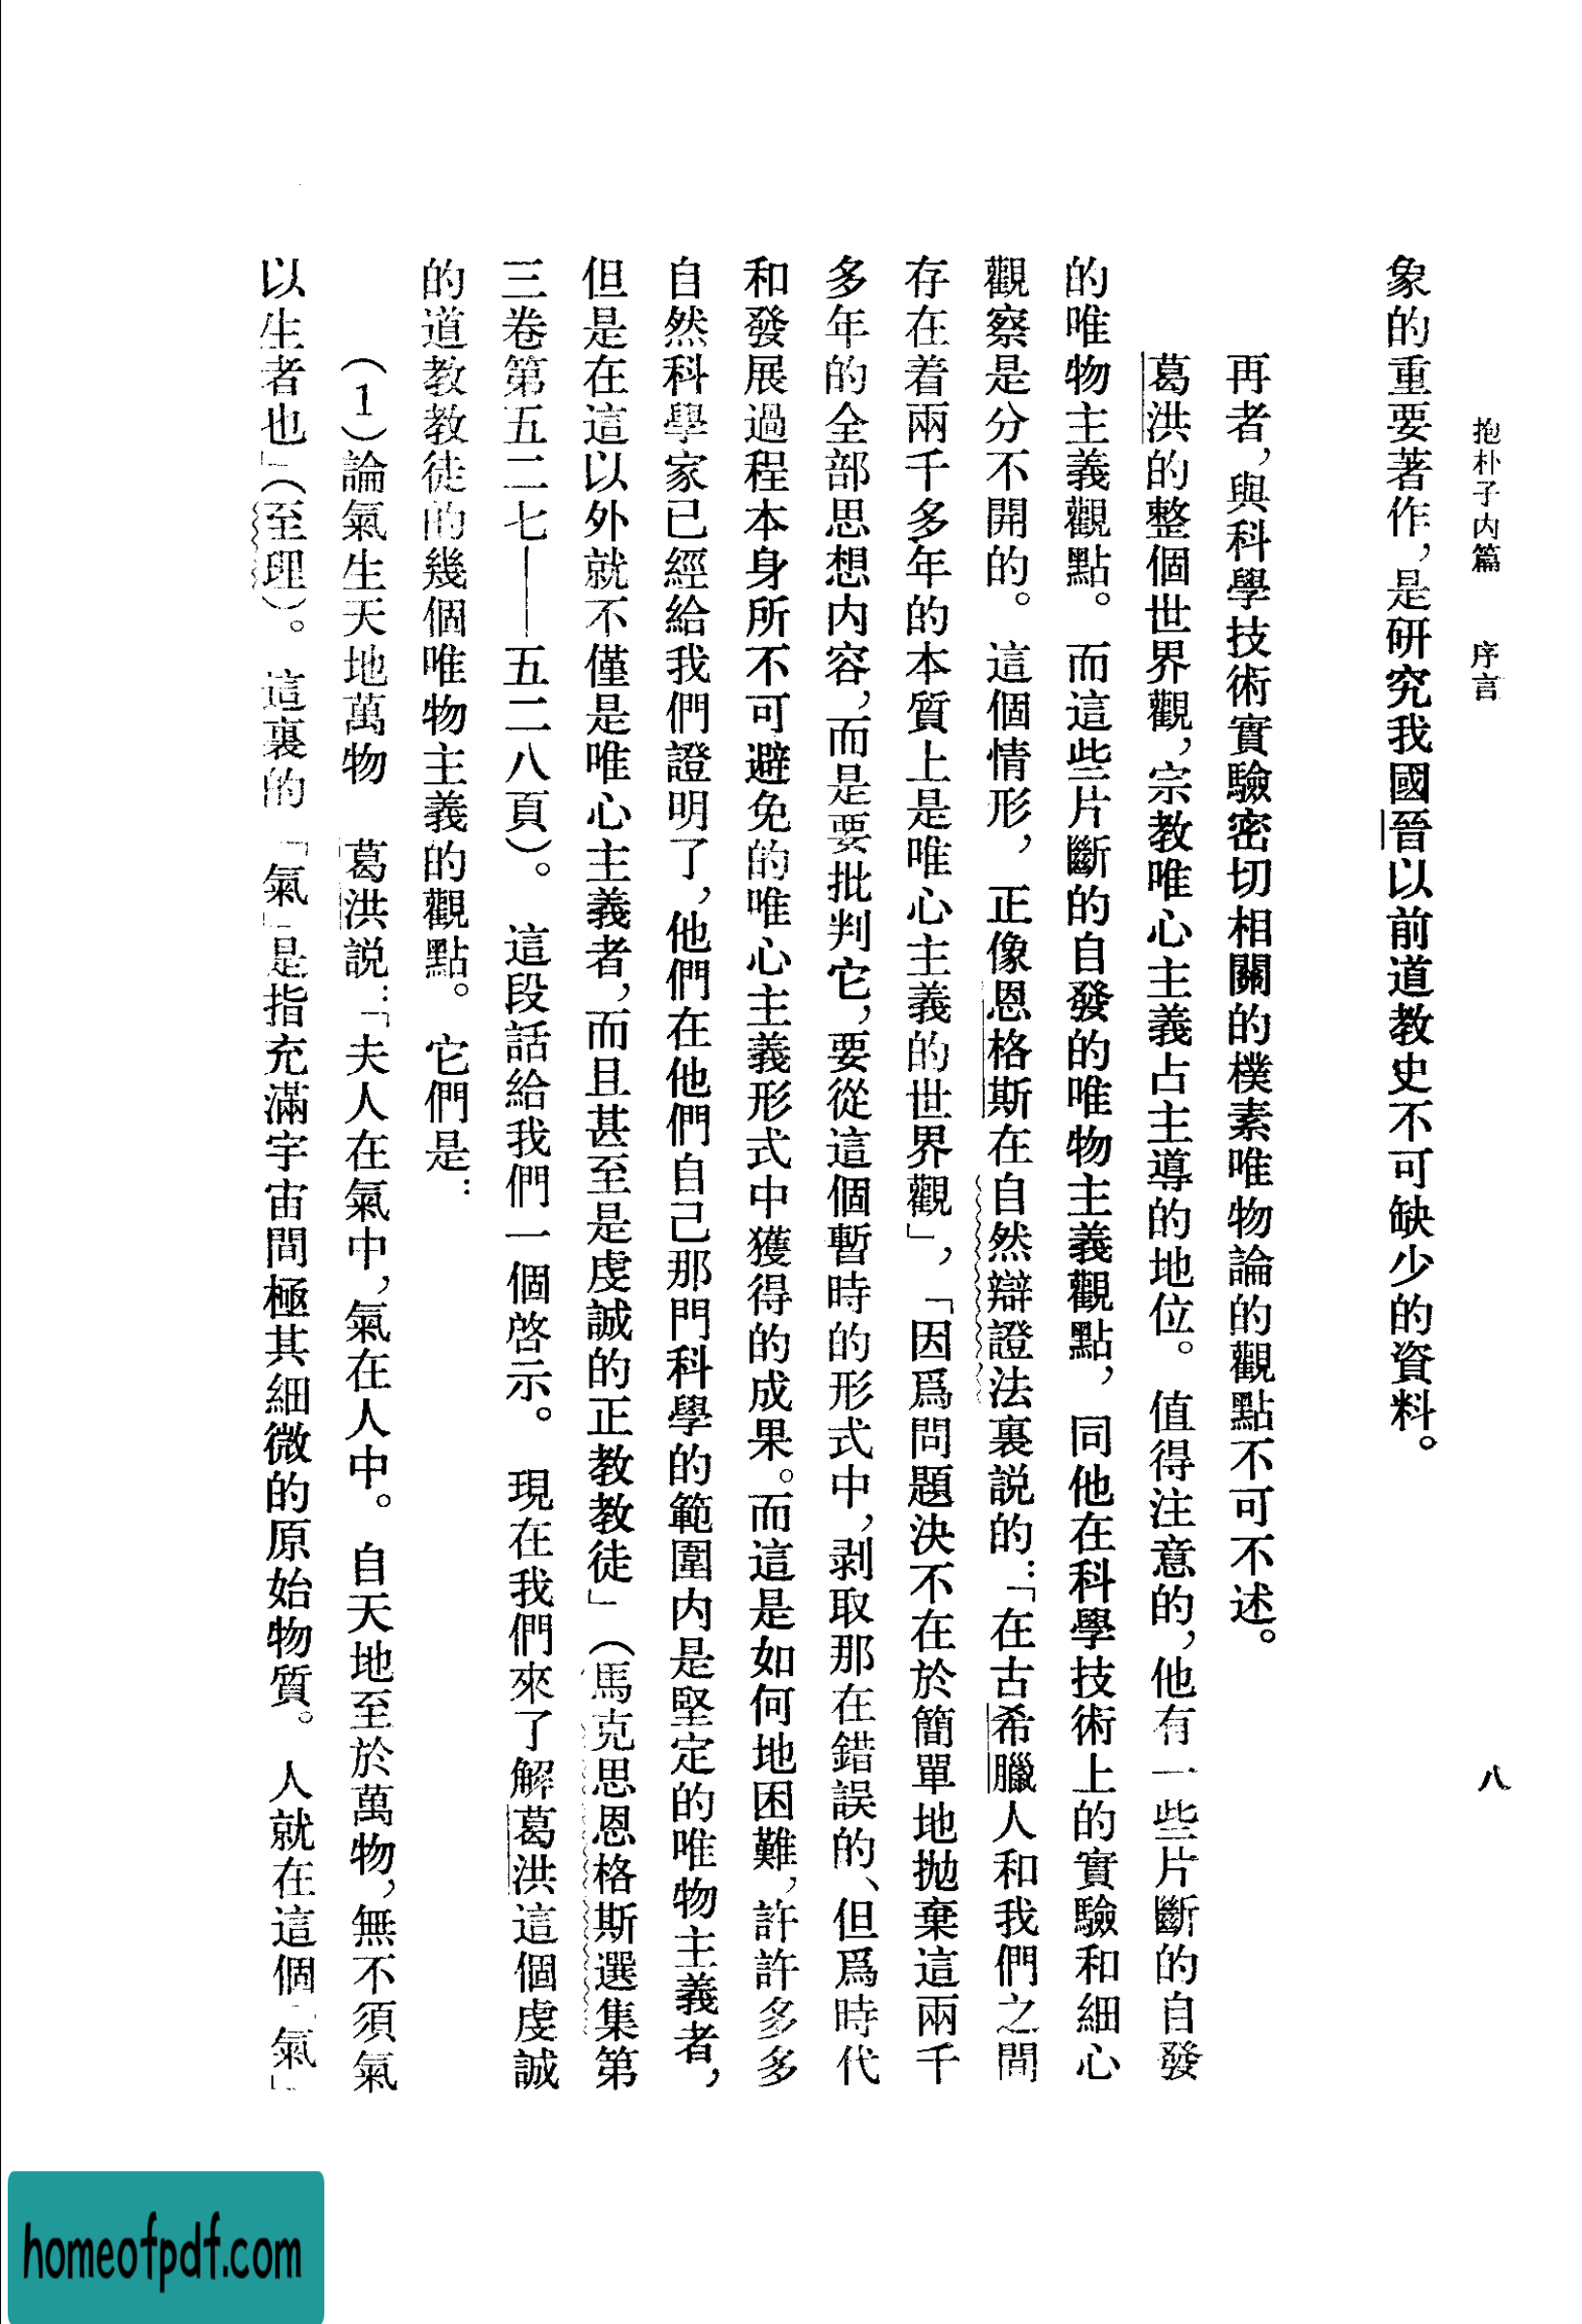 抱朴子内篇　序言
八
象的重要著作，是研究我國晉以前道教史不可缺少的資料。
再者，與科學技術實驗密切相關的樸素唯物論的觀點不可不述。
葛洪的整個世界觀，宗教唯心主義占主導的地位。值得注意的，他有一些片斷的自發
的唯物主義觀點。而這些片斷的自發的唯物主義觀點，同他在科學技術上的實驗和細心
觀察是分不開的。這個情形，正像恩格斯在自然辯證法裏説的：「在古希臘人和我們之間
存在着兩千多年的本質上是唯心主義的世界觀」，「因爲問題決不在於簡單地拋棄這兩千
多年的全部思想内容，而是要批判它，要從這個暫時的形式中，剥取那在錯誤的、但爲時代
和發展過程本身所不可避免的唯心主義形式中獲得的成果。而這是如何地困難，許許多多
自然科學家已經給我們證明了，他們在他們自己那門科學的範圍内是堅定的唯物主義者，
但是在這以外就不僅是唯心主義者，而且甚至是虔誠的正教教徒」（馬克思恩格斯選集第
三卷第五二七——五二八頁）。這段話給我們一個啓示。現在我們來了解葛洪這個虔誠
的道教教徒的幾個唯物主義的觀點。它們是：
（1）論氣生天地萬物　葛洪説：「夫人在氣中，氣在人中。自天地至於萬物，無不須氣
以生者也」（至理）。這裏的「氣」是指充滿宇宙間極其細微的原始物質。人就在這個「氣」
homeofpdf.com